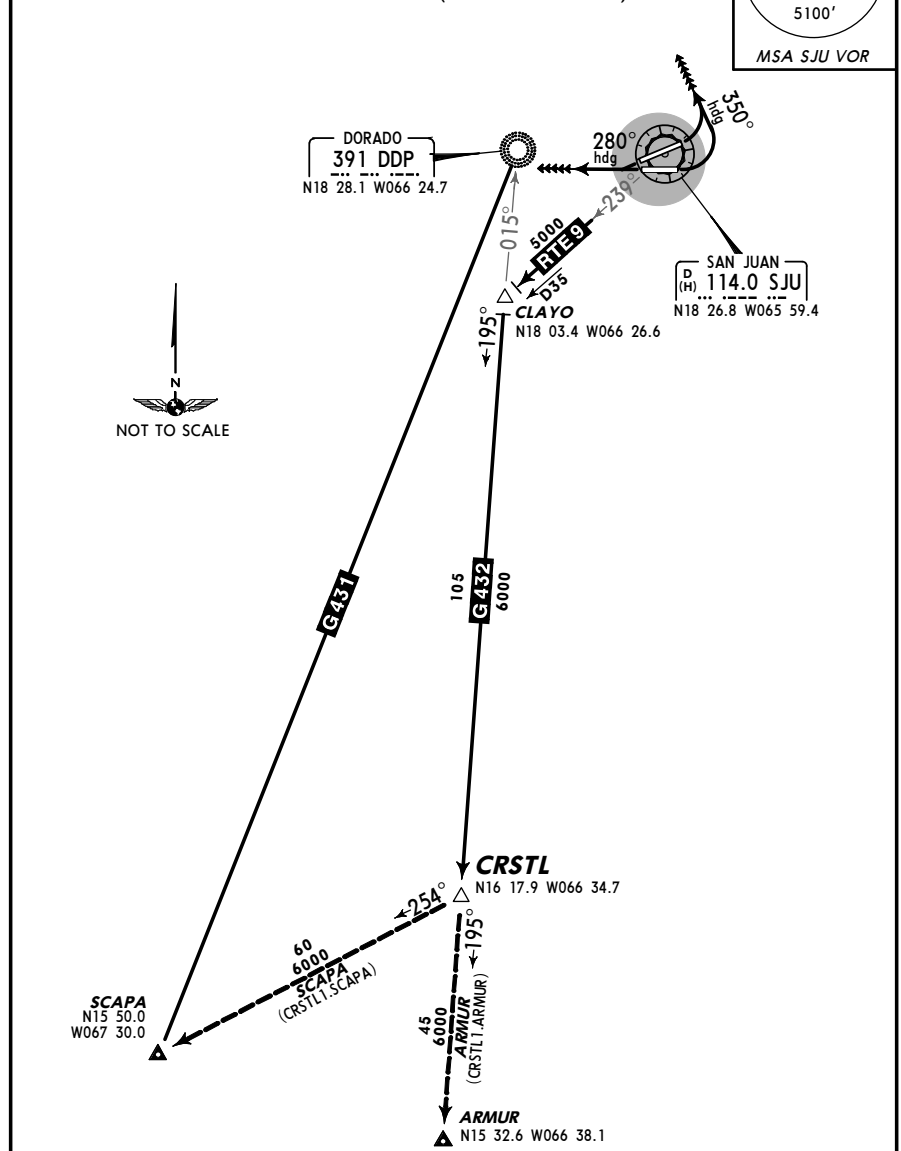 5100'
MSA SJU VOR
350°
hdg
280°
hdg
DORADO
391 DDP
N18 28.1 W066 24.7
239°
015°
5000
RTE 9
D35
SAN JUAN
D
(H) 114.0 SJU
N18 26.8 W065 59.4
CLAYO
N18 03.4 W066 26.6
195°
N
NOT TO SCALE
G 431
105
G 432
6000
CRSTL
N16 17.9 W066 34.7
254°
195°
60
6000
SCAPA
(CRSTL1.SCAPA)
SCAPA
N15 50.0
W067 30.0
45
6000
ARMUR
(CRSTL1.ARMUR)
ARMUR
N15 32.6 W066 38.1